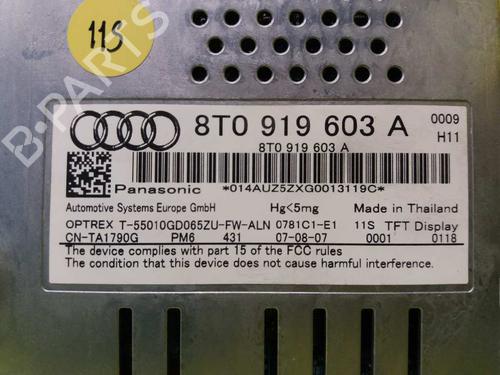 11S
8T0 919 603 A 0009
8T0 919 603 A H11
Panasonic *014AUZ5ZXG0013119C*
Automotive Systems Europe GmbH Hg<5mg Made in Thailand
OPTREX T-55010GD065ZU-FW-ALN 0781C1-E1 11S TFT Display
CN-TA1790G PM6 431 07-08-07 0001 0118
The device complies with part 15 of the FCC rules
The condition that this device does not cause harmful interference.
B-PARTS